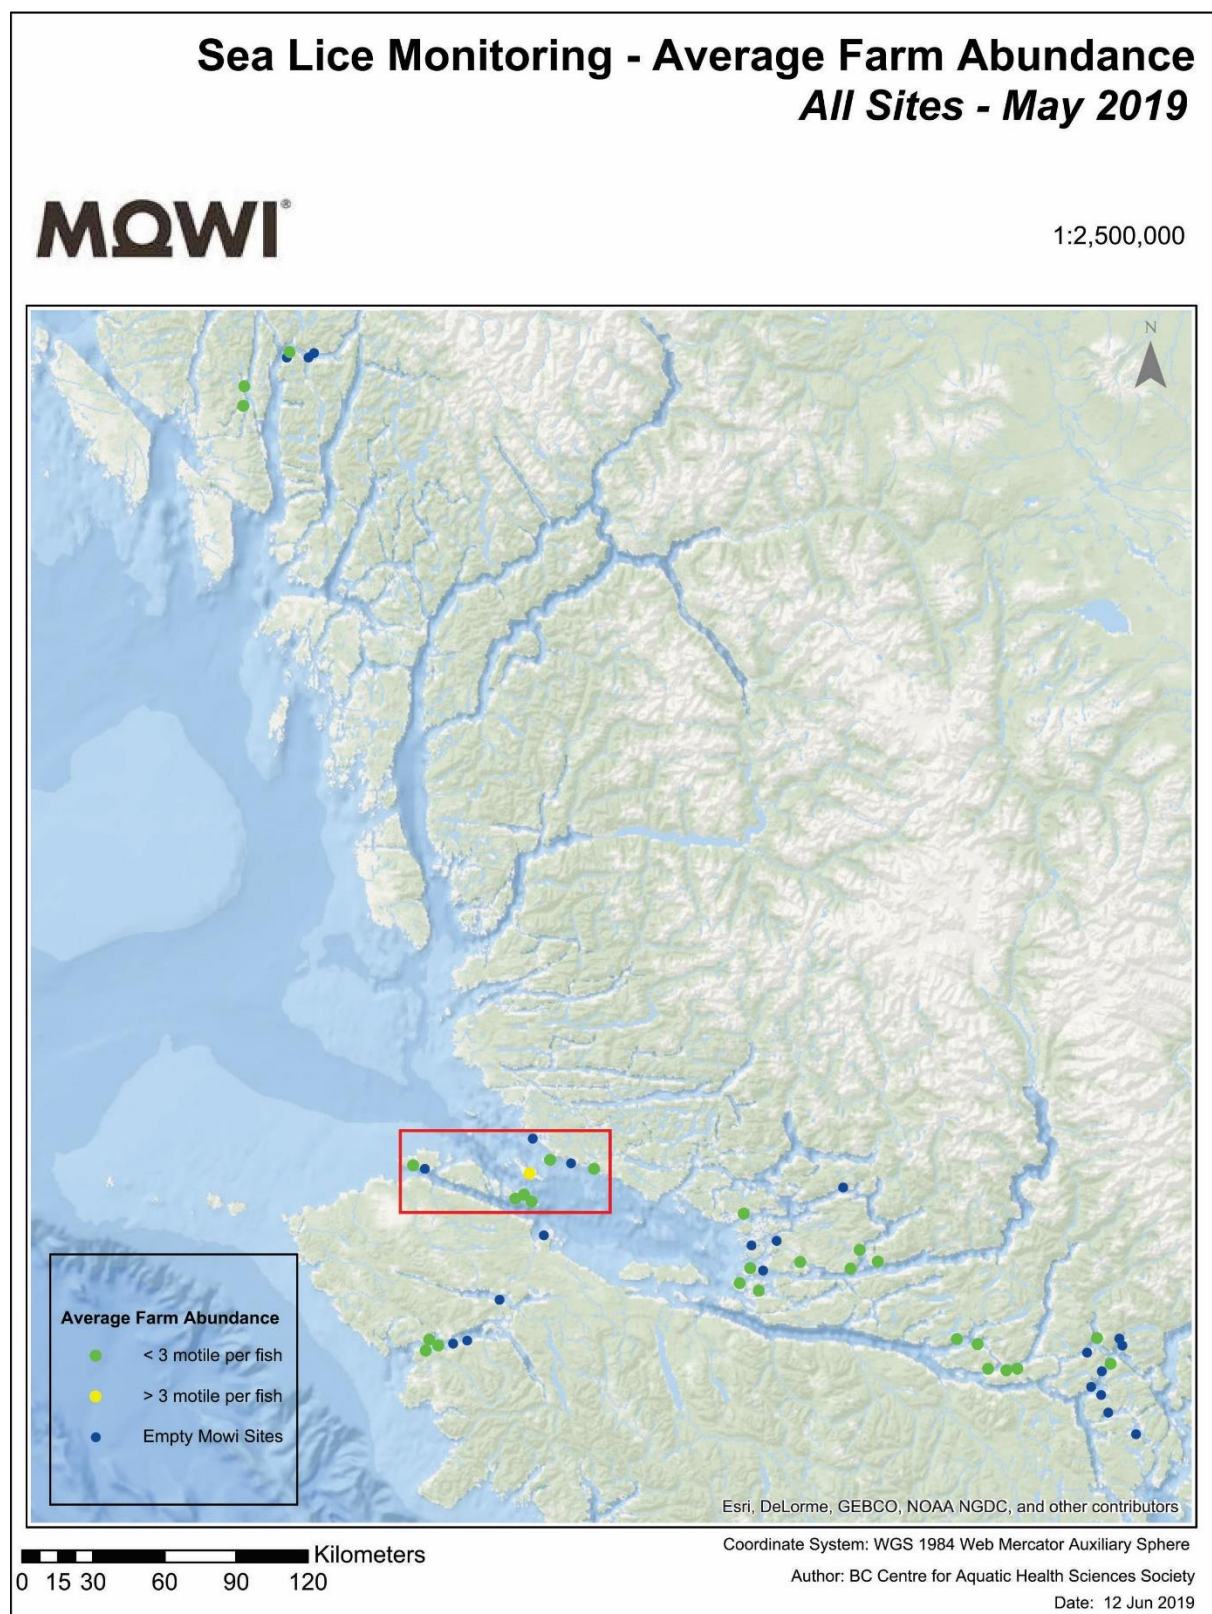 Sea Lice Monitoring - Average Farm Abundance
All Sites - May 2019
MOWI®
1:2,500,000
N
Average Farm Abundance
< 3 motile per fish
> 3 motile per fish
Empty Mowi Sites
Esri, DeLorme, GEBCO, NOAA NGDC, and other contributors
Kilometers
0 15 30 60 90 120
Coordinate System: WGS 1984 Web Mercator Auxiliary Sphere
Author: BC Centre for Aquatic Health Sciences Society
Date: 12 Jun 2019